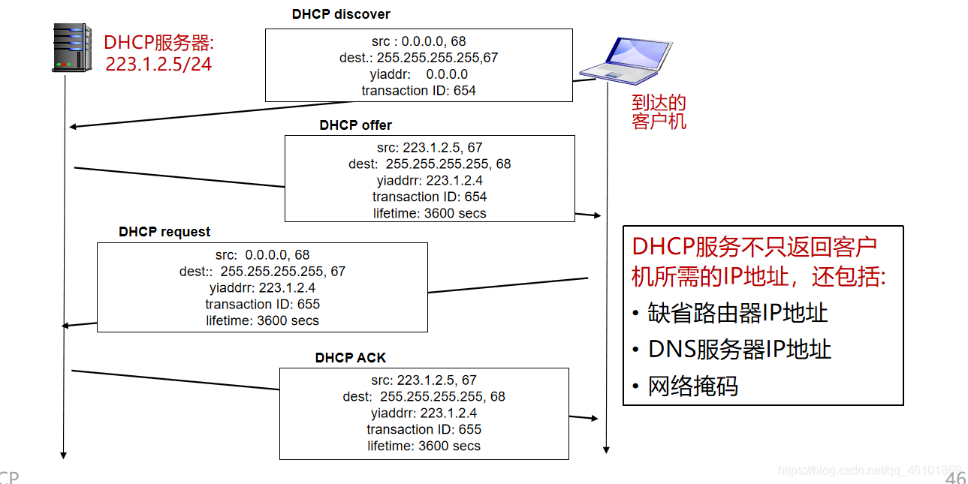 DHCP discover
DHCP服务器:
223.1.2.5/24
src : 0.0.0.0, 68
dest.: 255.255.255.255,67
yiaddr: 0.0.0.0
transaction ID: 654
到达的
客户机
DHCP offer
src: 223.1.2.5, 67
dest: 255.255.255.255, 68
yiaddrr: 223.1.2.4
transaction ID: 654
lifetime: 3600 secs
DHCP request
src: 0.0.0.0, 68
dest:: 255.255.255.255, 67
yiaddrr: 223.1.2.4
transaction ID: 655
lifetime: 3600 secs
DHCP ACK
src: 223.1.2.5, 67
dest: 255.255.255.255, 68
yiaddrr: 223.1.2.4
transaction ID: 655
lifetime: 3600 secs
DHCP服务不只返回客户
机所需的IP地址，还包括:
• 缺省路由器IP地址
• DNS服务器IP地址
• 网络掩码
CP
46